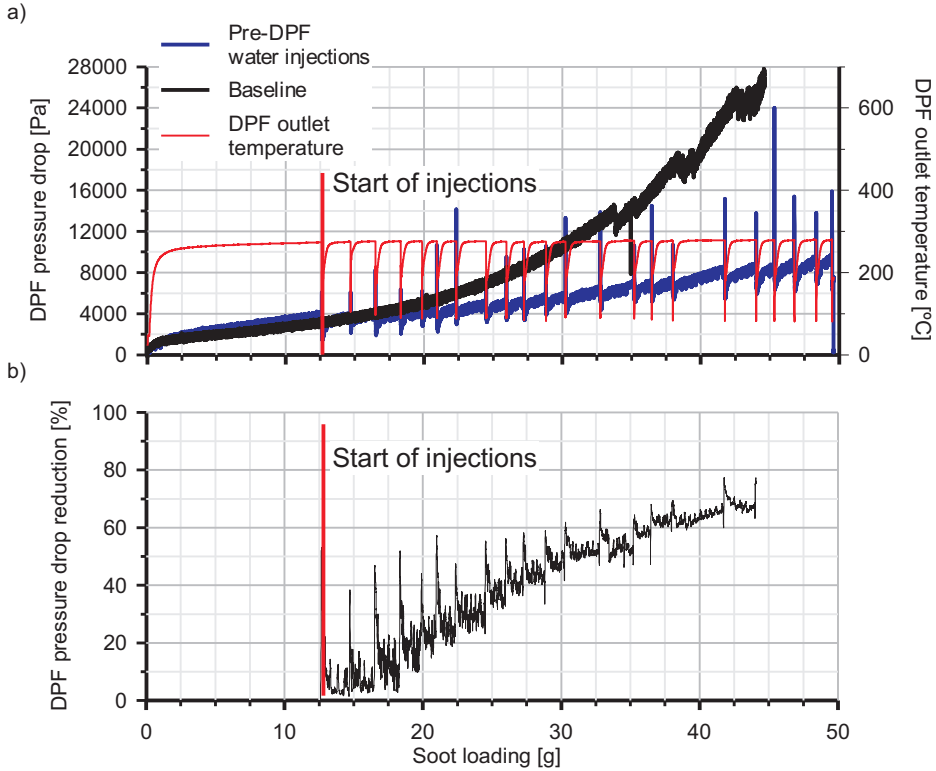 a)
Pre-DPF
water injections
Baseline
DPF outlet
temperature
28000
24000
20000
16000
12000
8000
4000
0
DPF pressure drop [Pa]
600
400
200
0
DPF outlet
temperature [ºC]
Start of injections
b)
100
80
60
40
20
0
DPF pressure drop reduction [%]
Start of injections
0 10 20 30 40 50
Soot loading [g]